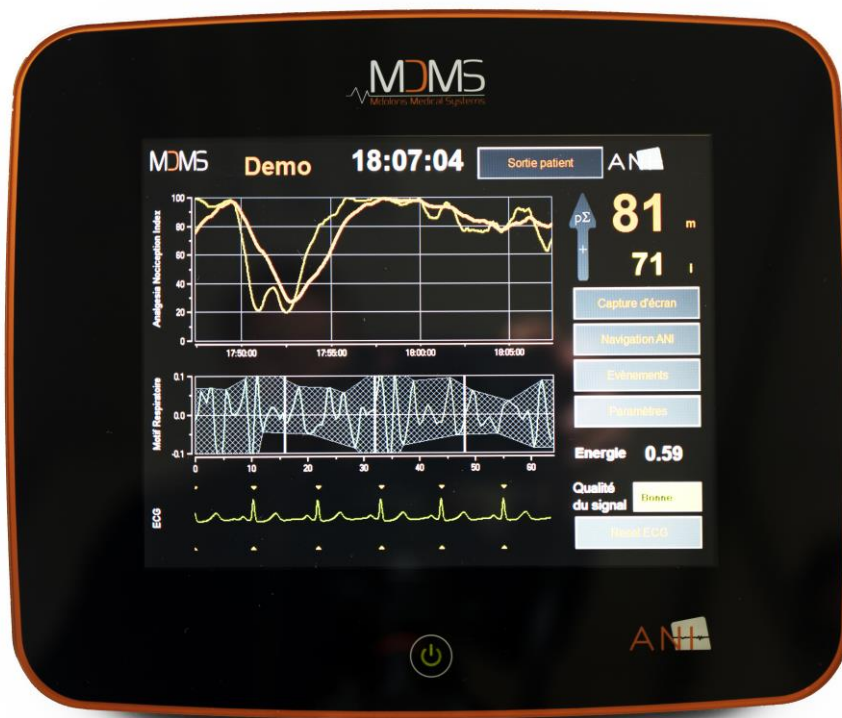 MDMS
Mdoloris Medical Systems
MDMS Demo 18:07:04 Sortie patient ANI
Analgesia Nociception Index
100
80
60
40
20
0
17:50:00 17:55:00 18:00:00 18:05:00
pΣ
+
81 m
71 i
Capture d'écran
Navigation ANI
Evènements
Paramètres
Motif Respiratoire
0.1
0.0
-0.1
0 10 20 30 40 50 60
Energie 0.59
Qualité
du signal
Bonne
ECG
Reset ECG
ANI